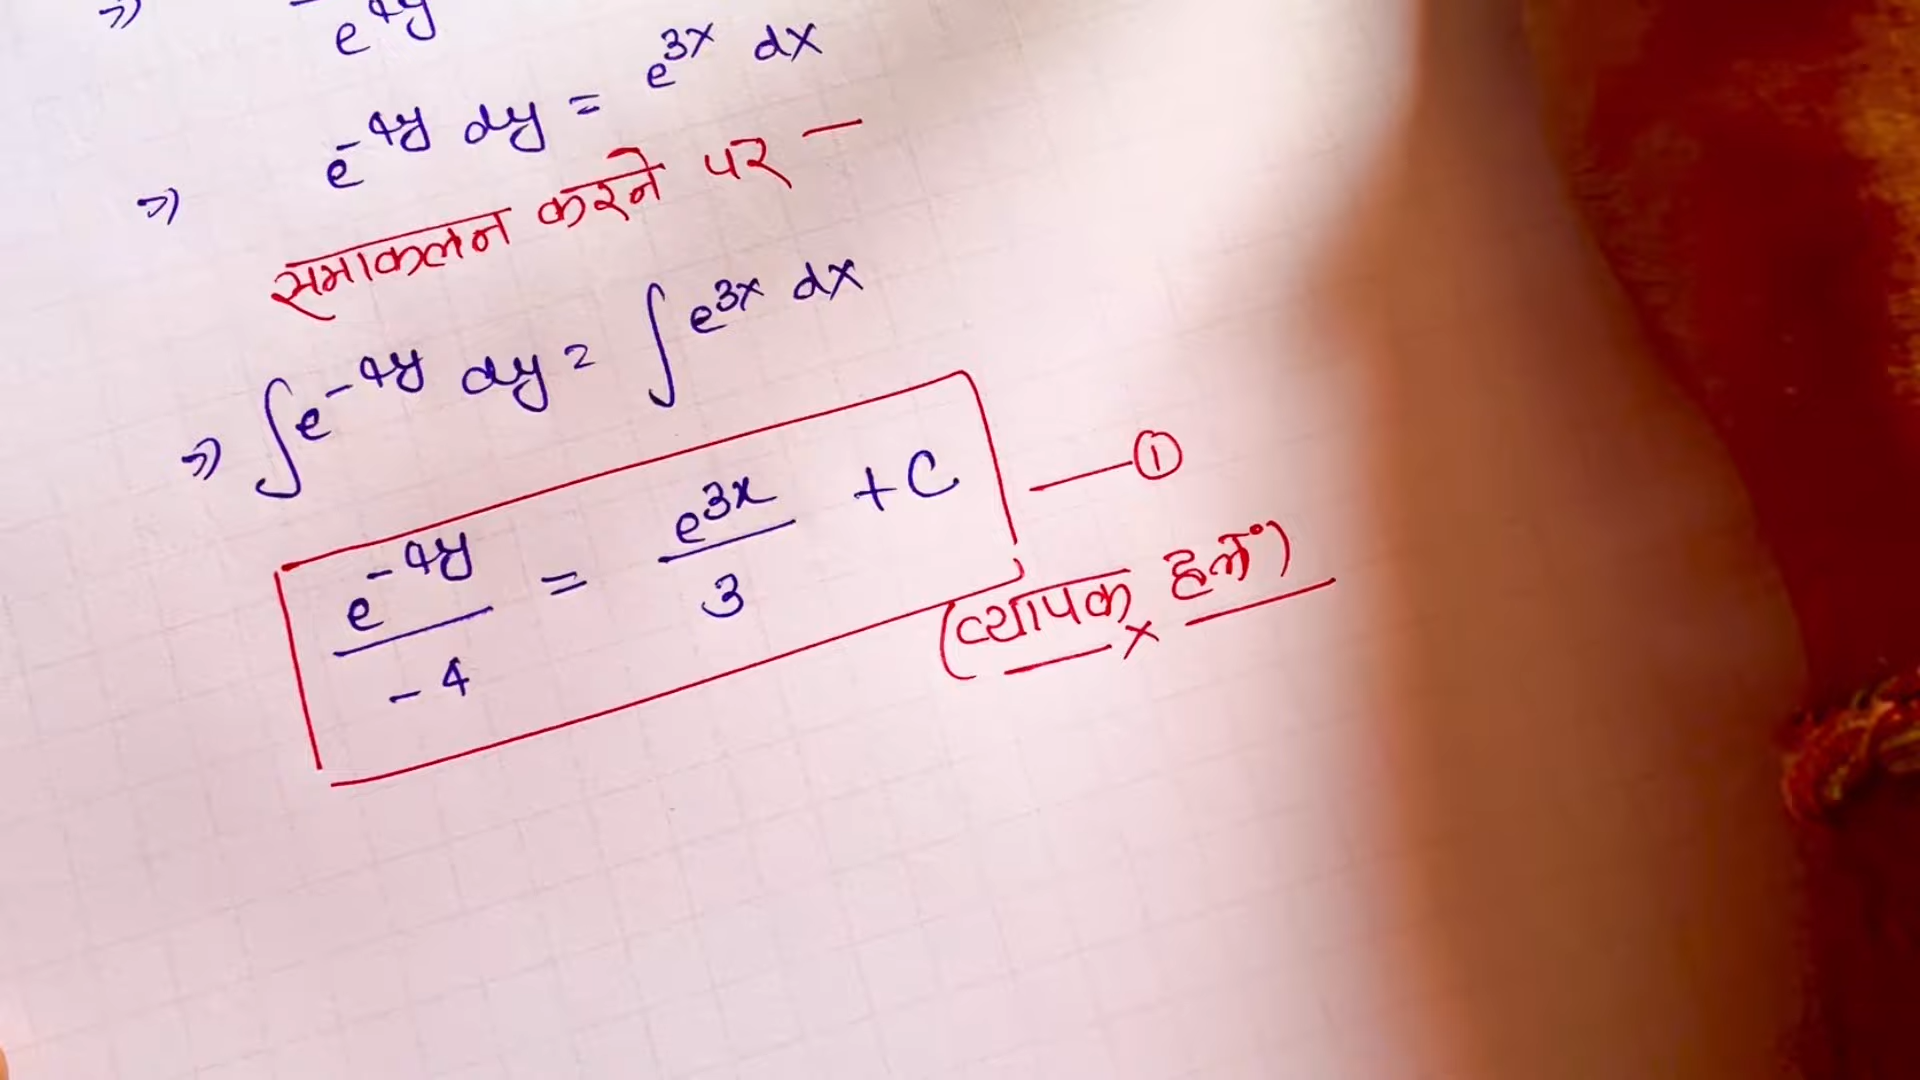 ⇒ e^4y
e^-4y dy = e^3x dx
⇒ समाकलन करने पर —
⇒ ∫e^-4y dy = ∫e^3x dx
e^-4y / -4 = e^3x / 3 + C — ①
(व्यापक हल)